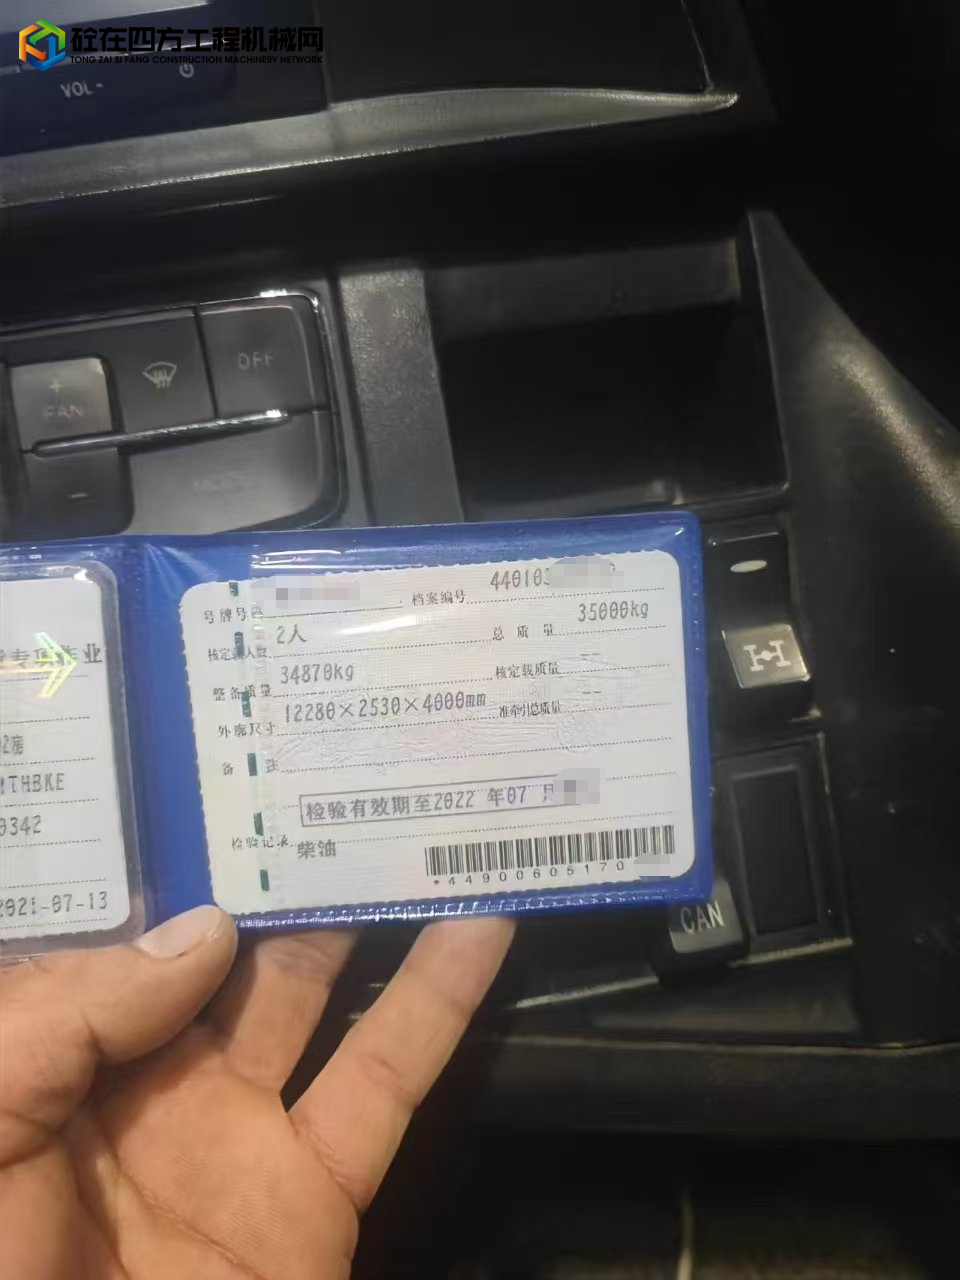 砼在四方工程机械网
TONG ZAI SI FANG CONSTRUCTION MACHINERY NETWORK
VOL-
+
FAN
OFF
-
号牌号码
档案编号 440103
核定载人数 2人
总 质 量 35000kg
整备质量 34870kg
核定载质量 --
外廓尺寸 12280×2530×4000mm
准牵引总质量 --
备 注
检验有效期至2022 年07 月
检验记录
柴油
*44900605170
专项作业
THBKE
0342
2021-07-13
CAN